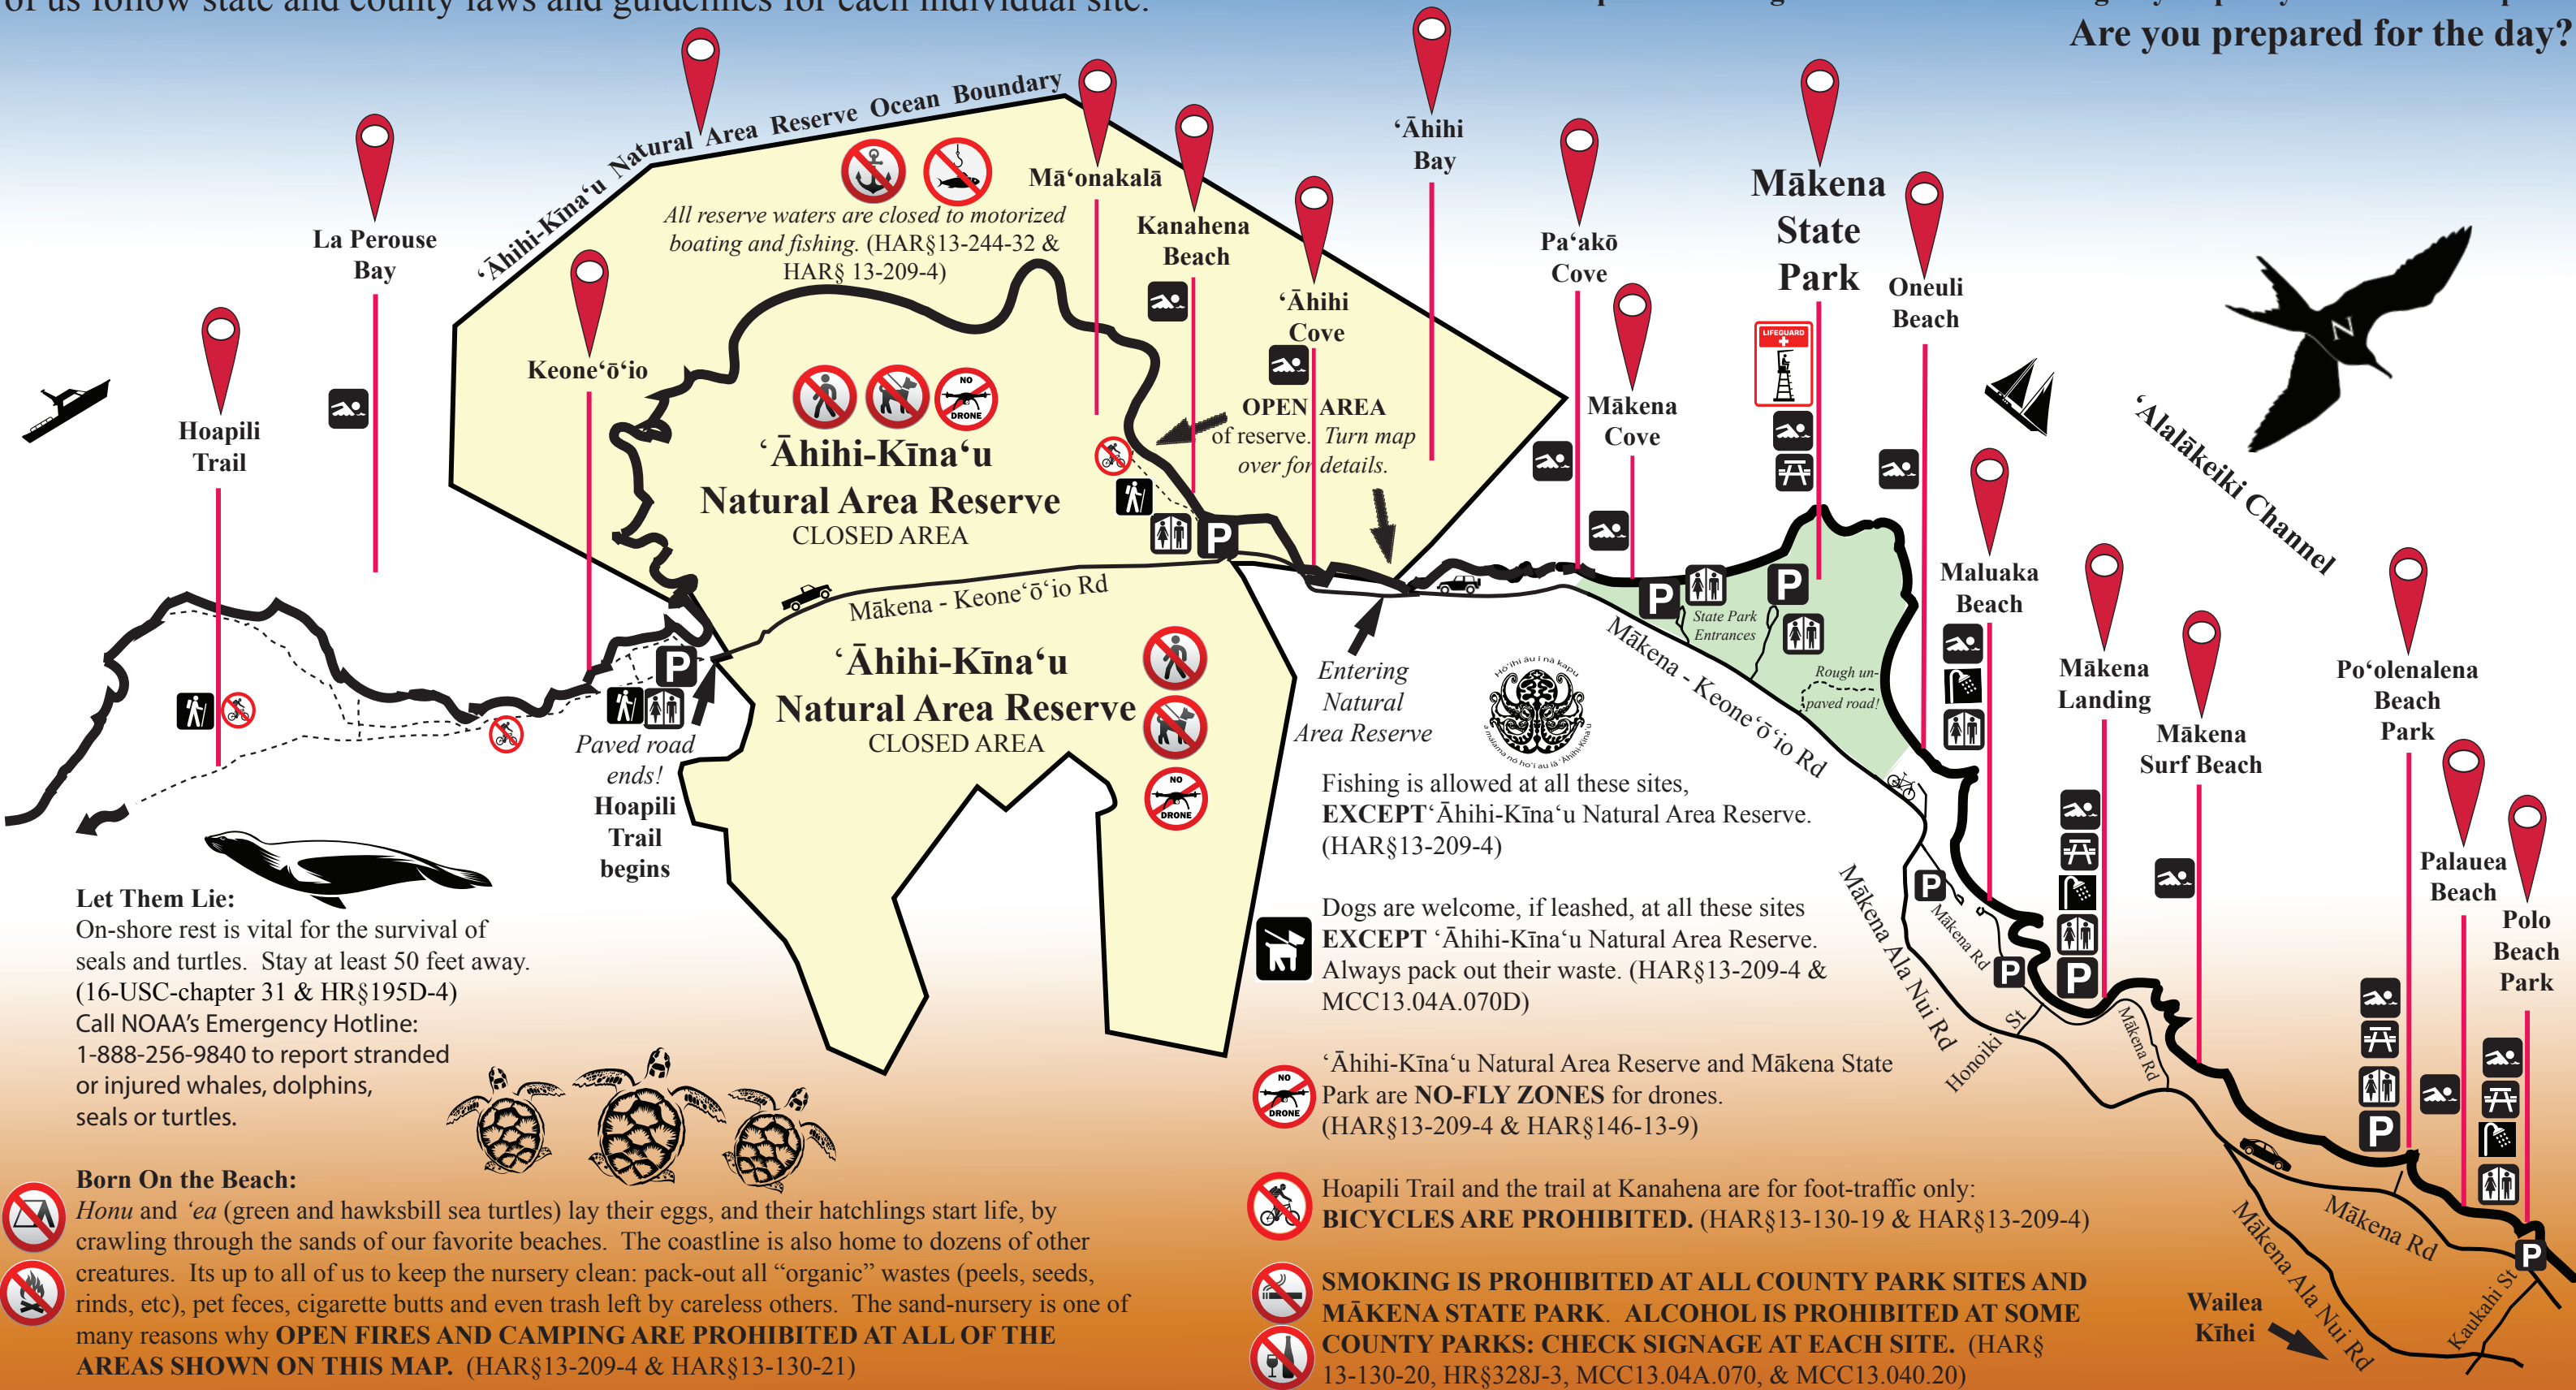 of us follow state and county laws and guidelines for each individual site.
Are you prepared for the day?
ʻĀhihi-Kīnaʻu Natural Area Reserve Ocean Boundary
La Perouse
Bay
Hoapili
Trail
Keoneʻōʻio
All reserve waters are closed to motorized
boating and fishing. (HAR§13-244-32 &
HAR§ 13-209-4)
Māʻonakalā
Kanahena
Beach
ʻĀhihi
Cove
ʻĀhihi
Bay
Paʻakō
Cove
Mākena
Cove
Mākena
State
Park
LIFEGUARD
Oneuli
Beach
N
ʻAlalākeiki Channel
NO
DRONE
ʻĀhihi-Kīnaʻu
Natural Area Reserve
CLOSED AREA
OPEN AREA
of reserve. Turn map
over for details.
P
Mākena - Keoneʻōʻio Rd
ʻĀhihi-Kīnaʻu
Natural Area Reserve
CLOSED AREA
NO
DRONE
P
Paved road
ends!
Hoapili
Trail
begins
Entering
Natural
Area Reserve
P
P
State Park
Entrances
Rough un-
paved road!
Mākena - Keoneʻōʻio Rd
Maluaka
Beach
Mākena
Landing
Mākena
Surf Beach
Poʻolenalena
Beach
Park
Palauea
Beach
Polo
Beach
Park
P
Mākena Rd
P
P
Mākena Ala Nui Rd
Honoiki St
Mākena Rd
P
Mākena Rd
P
Mākena Ala Nui Rd
Kaukahi St
Wailea
Kīhei
Let Them Lie:
On-shore rest is vital for the survival of
seals and turtles. Stay at least 50 feet away.
(16-USC-chapter 31 & HR§195D-4)
Call NOAA's Emergency Hotline:
1-888-256-9840 to report stranded
or injured whales, dolphins,
seals or turtles.
Born On the Beach:
Honu and ʻea (green and hawksbill sea turtles) lay their eggs, and their hatchlings start life, by
crawling through the sands of our favorite beaches. The coastline is also home to dozens of other
creatures. Its up to all of us to keep the nursery clean: pack-out all “organic” wastes (peels, seeds,
rinds, etc), pet feces, cigarette butts and even trash left by careless others. The sand-nursery is one of
many reasons why OPEN FIRES AND CAMPING ARE PROHIBITED AT ALL OF THE
AREAS SHOWN ON THIS MAP. (HAR§13-209-4 & HAR§13-130-21)
Fishing is allowed at all these sites,
EXCEPT ʻĀhihi-Kīnaʻu Natural Area Reserve.
(HAR§13-209-4)
Dogs are welcome, if leashed, at all these sites
EXCEPT ʻĀhihi-Kīnaʻu Natural Area Reserve.
Always pack out their waste. (HAR§13-209-4 &
MCC13.04A.070D)
NO
DRONE
ʻĀhihi-Kīnaʻu Natural Area Reserve and Mākena State
Park are NO-FLY ZONES for drones.
(HAR§13-209-4 & HAR§146-13-9)
Hoapili Trail and the trail at Kanahena are for foot-traffic only:
BICYCLES ARE PROHIBITED. (HAR§13-130-19 & HAR§13-209-4)
SMOKING IS PROHIBITED AT ALL COUNTY PARK SITES AND
MĀKENA STATE PARK. ALCOHOL IS PROHIBITED AT SOME
COUNTY PARKS: CHECK SIGNAGE AT EACH SITE. (HAR§
13-130-20, HR§328J-3, MCC13.04A.070, & MCC13.040.20)